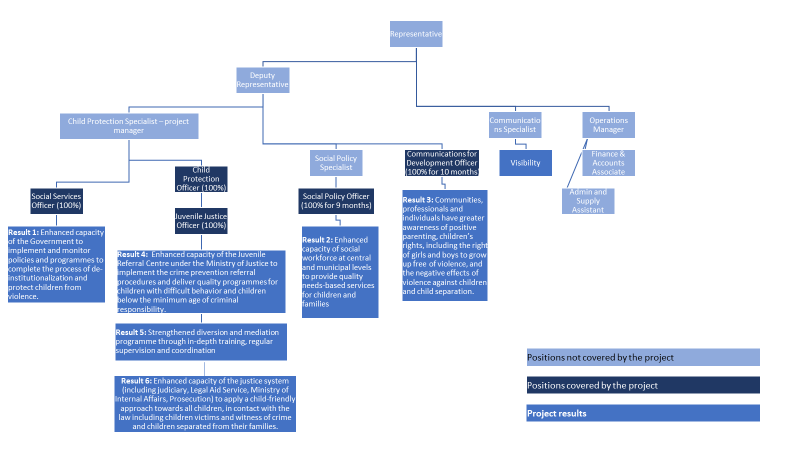 Representative
Deputy
Representative
Child Protection Specialist – project
manager
Communicatio
ns Specialist
Operations
Manager
Child
Protection
Officer (100%)
Social Policy
Specialist
Communications for
Development Officer
(100% for 10 months)
Visibility
Finance &
Accounts
Associate
Social Services
Officer (100%)
Juvenile Justice
Officer (100%)
Social Policy Officer
(100% for 9 months)
Admin and
Supply
Assistant
Result 1: Enhanced capacity
of the Government to
implement and monitor
policies and programmes to
complete the process of de-
institutionalization and
protect children from
violence.
Result 4: Enhanced capacity of the Juvenile
Referral Centre under the Ministry of Justice to
implement the crime prevention referral
procedures and deliver quality programmes for
children with difficult behavior and children
below the minimum age of criminal
responsibility.
Result 2: Enhanced
capacity of social
workforce at central
and municipal levels
to provide quality
needs-based services
for children and
families
Result 3: Communities,
professionals and
individuals have greater
awareness of positive
parenting, children's
rights, including the right
of girls and boys to grow
up free of violence, and
the negative effects of
violence against children
and child separation.
Result 5: Strengthened diversion and mediation
programme through in-depth training, regular
supervision and coordination
Result 6: Enhanced capacity of the justice system
(including judiciary, Legal Aid Service, Ministry of
Internal Affairs, Prosecution) to apply a child-friendly
approach towards all children, in contact with the
law including children victims and witness of crime
and children separated from their families.
Positions not covered by the project
Positions covered by the project
Project results